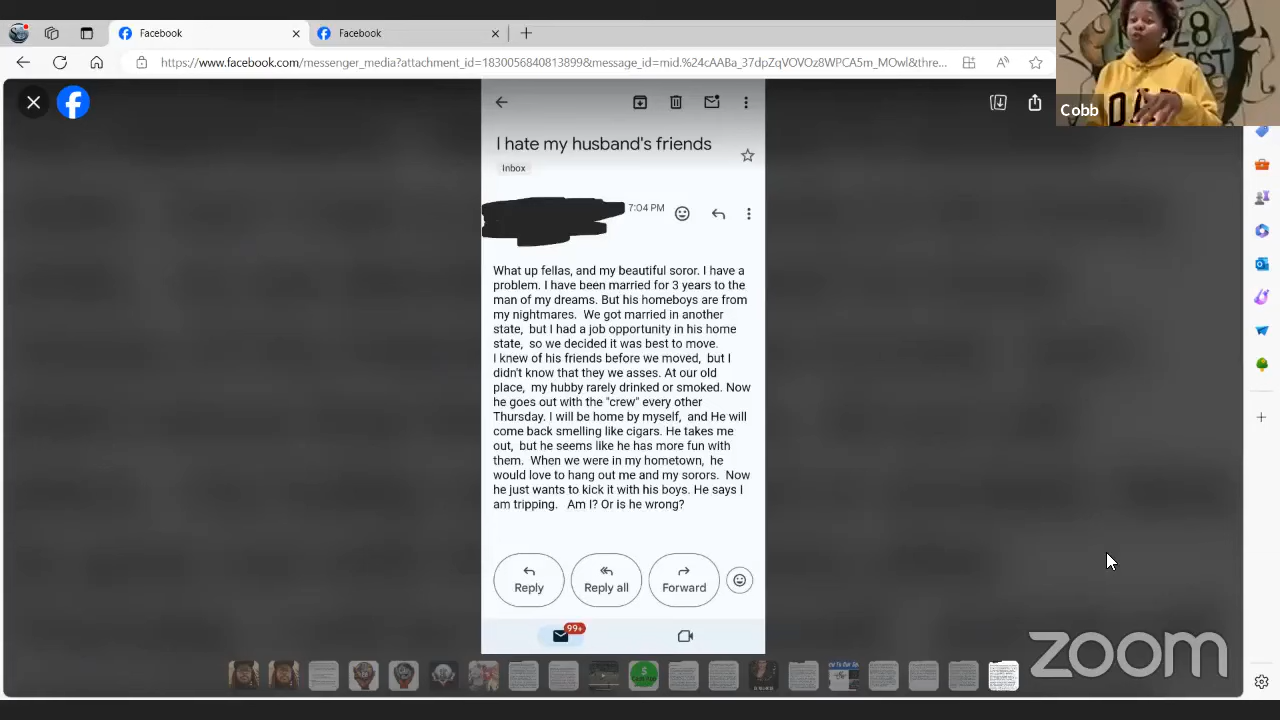 Facebook
Facebook
https://www.facebook.com/messenger_media?attachment_id=18300568408138999&message_id=mid.%24cAABa_37dpZqVOVOz8WPCA5m_MOwl&thre...
Cobb
I hate my husband's friends
Inbox
7:04 PM
What up fellas, and my beautiful soror. I have a
problem. I have been married for 3 years to the
man of my dreams. But his homeboys are from
my nightmares. We got married in another
state, but I had a job opportunity in his home
state, so we decided it was best to move.
I knew of his friends before we moved, but I
didn't know that they we asses. At our old
place, my hubby rarely drinked or smoked. Now
he goes out with the "crew" every other
Thursday. I will be home by myself, and He will
come back smelling like cigars. He takes me
out, but he seems like he has more fun with
them. When we were in my hometown, he
would love to hang out me and my sorors. Now
he just wants to kick it with his boys. He says I
am tripping. Am I? Or is he wrong?
Reply
Reply all
Forward
99+
zoom